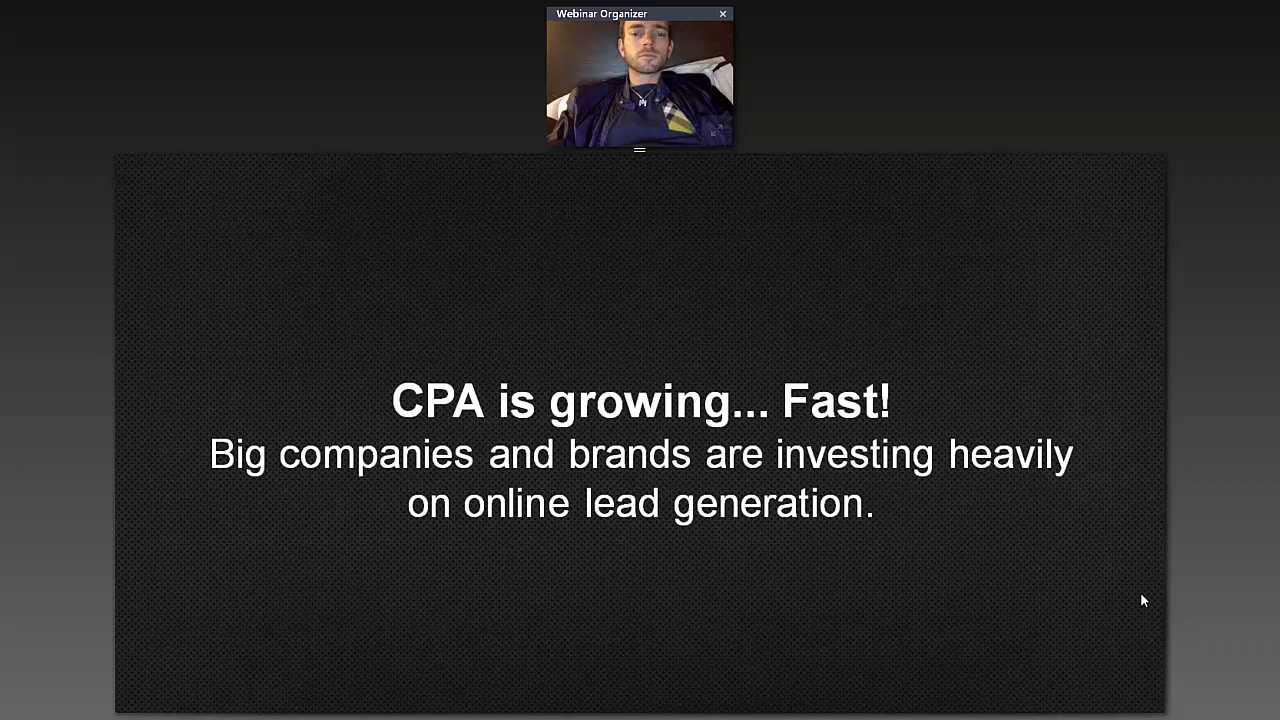 Webinar Organizer
CPA is growing... Fast!
Big companies and brands are investing heavily
on online lead generation.